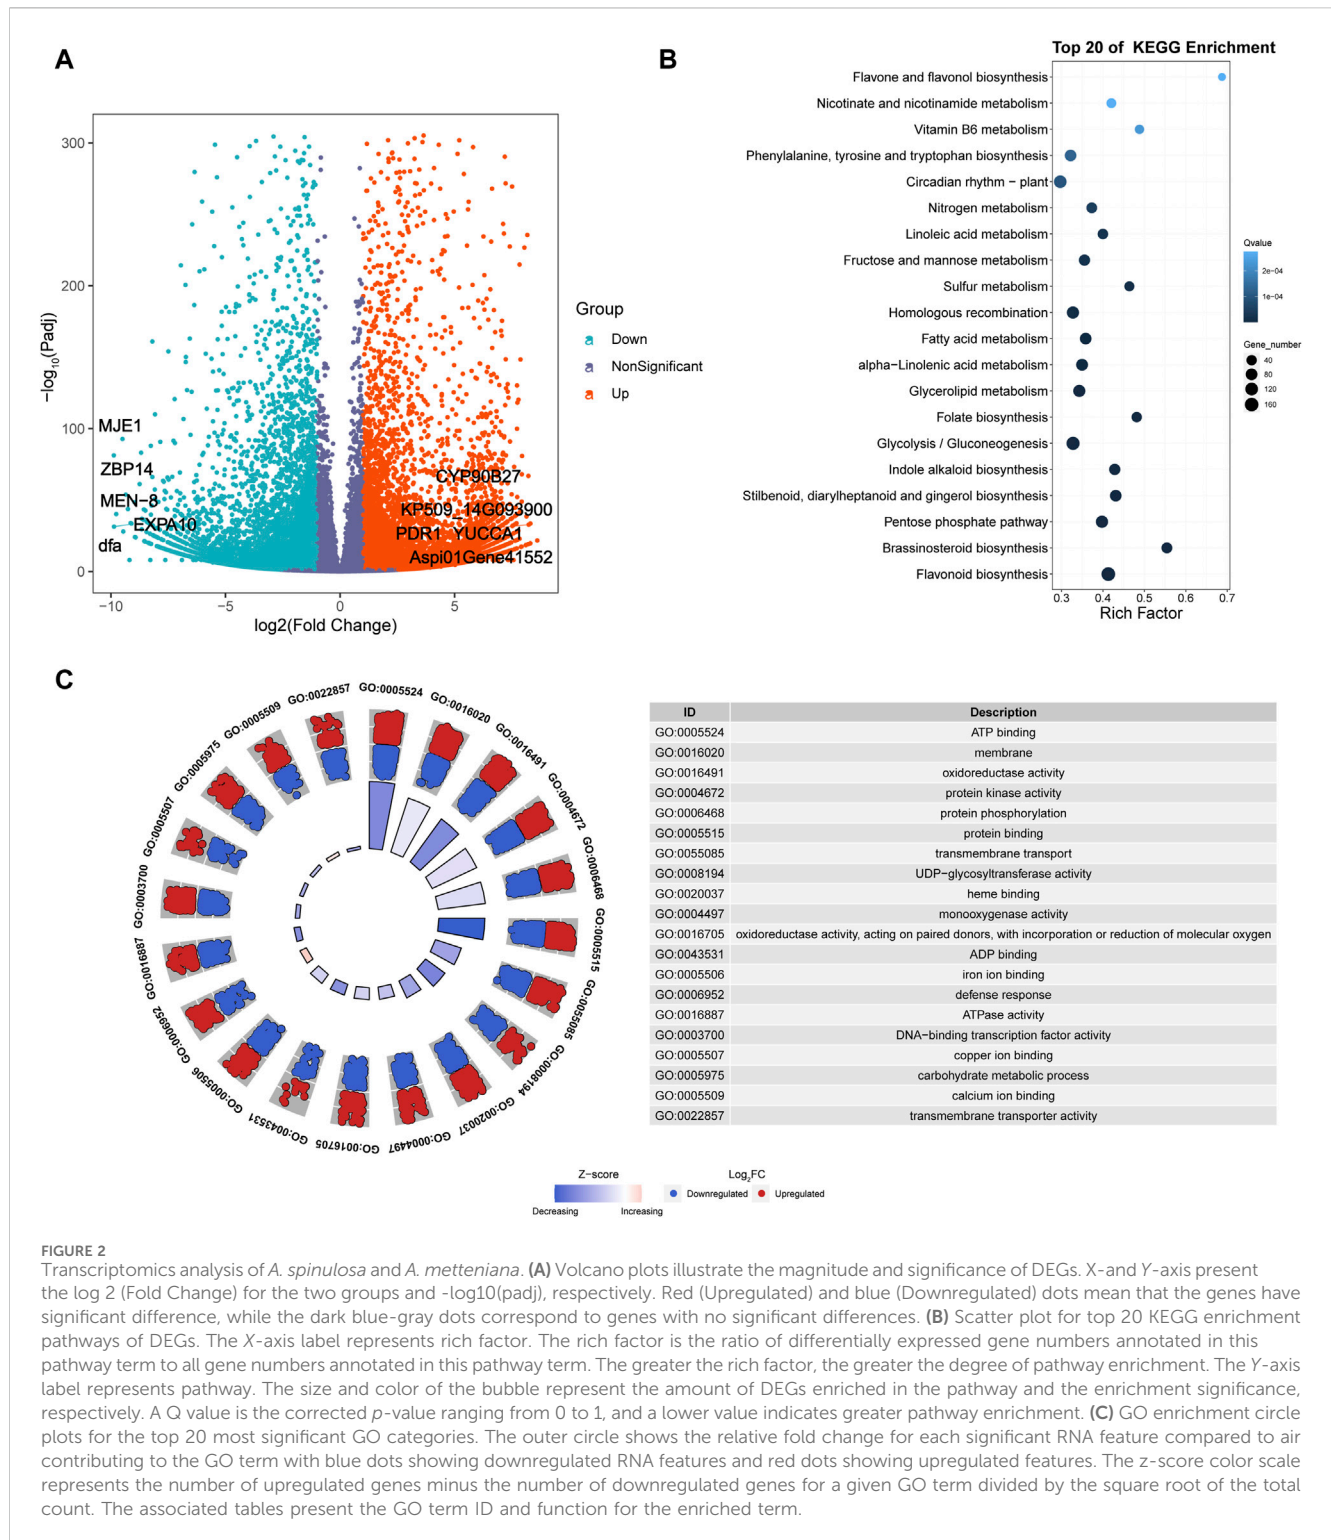 A
300
200
100
0
−log10(Padj)
−10
−5
0
5
log2(Fold Change)
MJE1
ZBP14
MEN-8
EXPA10
dfa
CYP90B27
KP509_14G093900
PDR1 YUCCA1
Aspi01Gene41552
Group
a Down
a NonSignificant
a Up
B
Top 20 of KEGG Enrichment
Flavone and flavonol biosynthesis
Nicotinate and nicotinamide metabolism
Vitamin B6 metabolism
Phenylalanine, tyrosine and tryptophan biosynthesis
Circadian rhythm − plant
Nitrogen metabolism
Linoleic acid metabolism
Fructose and mannose metabolism
Sulfur metabolism
Homologous recombination
Fatty acid metabolism
alpha−Linolenic acid metabolism
Glycerolipid metabolism
Folate biosynthesis
Glycolysis / Gluconeogenesis
Indole alkaloid biosynthesis
Stilbenoid, diarylheptanoid and gingerol biosynthesis
Pentose phosphate pathway
Brassinosteroid biosynthesis
Flavonoid biosynthesis
0.3 0.4 0.5 0.6 0.7
Rich Factor
Qvalue
2e−04
1e−04
Gene_number
40
80
120
160
C
GO:0005524
GO:0016020
GO:0016491
GO:0004672
GO:0006468
GO:0005515
GO:0055085
GO:0008194
GO:0020037
GO:0004497
GO:0016705
GO:0043531
GO:0005506
GO:0006952
GO:0016887
GO:0003700
GO:0005507
GO:0005975
GO:0005509
GO:0022857
ID Description
GO:0005524 ATP binding
GO:0016020 membrane
GO:0016491 oxidoreductase activity
GO:0004672 protein kinase activity
GO:0006468 protein phosphorylation
GO:0005515 protein binding
GO:0055085 transmembrane transport
GO:0008194 UDP−glycosyltransferase activity
GO:0020037 heme binding
GO:0004497 monooxygenase activity
GO:0016705 oxidoreductase activity, acting on paired donors, with incorporation or reduction of molecular oxygen
GO:0043531 ADP binding
GO:0005506 iron ion binding
GO:0006952 defense response
GO:0016887 ATPase activity
GO:0003700 DNA−binding transcription factor activity
GO:0005507 copper ion binding
GO:0005975 carbohydrate metabolic process
GO:0005509 calcium ion binding
GO:0022857 transmembrane transporter activity
Z−score
Decreasing Increasing
Log2FC
Downregulated Upregulated
FIGURE 2
Transcriptomics analysis of A. spinulosa and A. metteniana. (A) Volcano plots illustrate the magnitude and significance of DEGs. X-and Y-axis present
the log 2 (Fold Change) for the two groups and -log10(padj), respectively. Red (Upregulated) and blue (Downregulated) dots mean that the genes have
significant difference, while the dark blue-gray dots correspond to genes with no significant differences. (B) Scatter plot for top 20 KEGG enrichment
pathways of DEGs. The X-axis label represents rich factor. The rich factor is the ratio of differentially expressed gene numbers annotated in this
pathway term to all gene numbers annotated in this pathway term. The greater the rich factor, the greater the degree of pathway enrichment. The Y-axis
label represents pathway. The size and color of the bubble represent the amount of DEGs enriched in the pathway and the enrichment significance,
respectively. A Q value is the corrected p-value ranging from 0 to 1, and a lower value indicates greater pathway enrichment. (C) GO enrichment circle
plots for the top 20 most significant GO categories. The outer circle shows the relative fold change for each significant RNA feature compared to air
contributing to the GO term with blue dots showing downregulated RNA features and red dots showing upregulated features. The z-score color scale
represents the number of upregulated genes minus the number of downregulated genes for a given GO term divided by the square root of the total
count. The associated tables present the GO term ID and function for the enriched term.